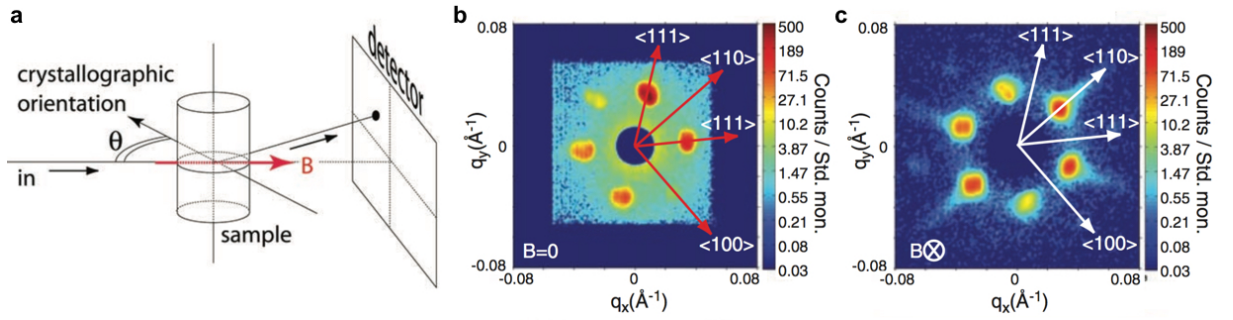 a
crystallographic
orientation
θ
in
B
sample
detector
b
0.08
0
-0.08
qy(Å-1)
<111>
<110>
<111>
<100>
B=0
-0.08
0
0.08
qx(Å-1)
500
189
71.5
27.1
10.2
3.87
1.47
0.55
0.21
0.08
0.03
Counts / Std. mon.
c
0.08
0
-0.08
qy(Å-1)
<111>
<110>
<111>
<100>
B
-0.08
0
0.08
qx(Å-1)
500
189
71.5
27.1
10.2
3.87
1.47
0.55
0.21
0.08
0.03
Counts / Std. mon.